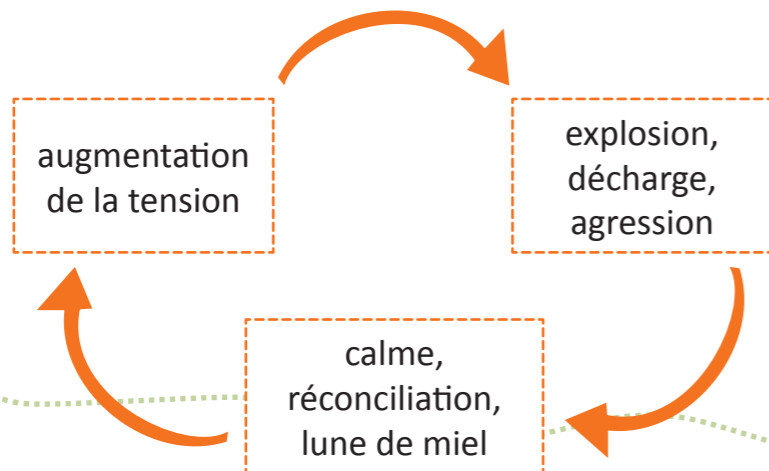 augmentation
de la tension
explosion,
décharge,
agression
calme,
réconciliation,
lune de miel